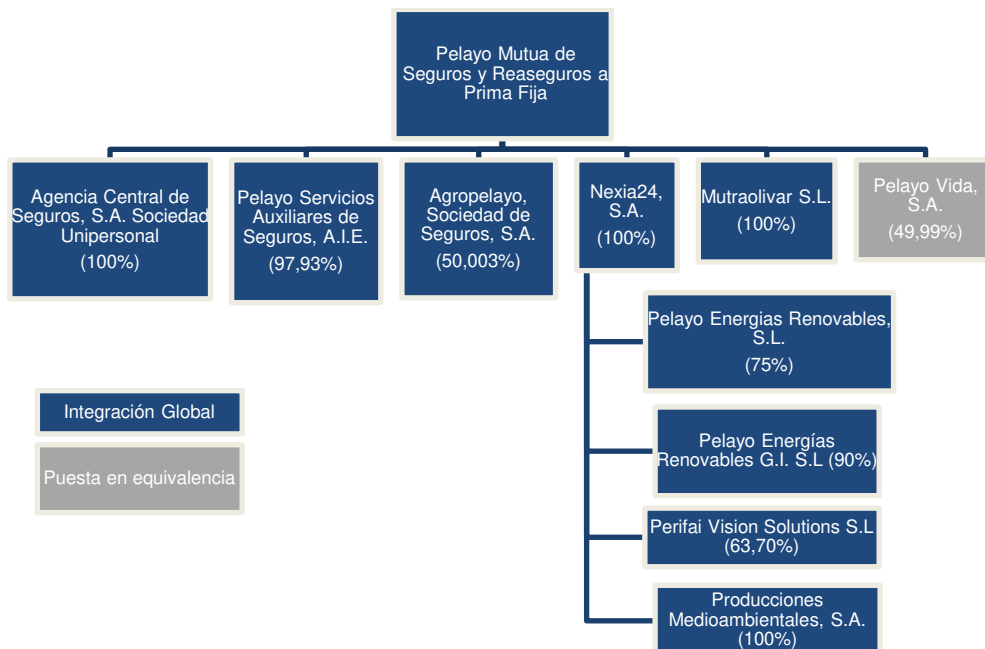 Pelayo Mutua de
Seguros y Reaseguros a
Prima Fija
Agencia Central de
Seguros, S.A. Sociedad
Unipersonal
(100%)
Pelayo Servicios
Auxiliares de
Seguros, A.I.E.
(97,93%)
Agropelayo,
Sociedad de
Seguros, S.A.
(50,003%)
Nexia24,
S.A.
(100%)
Mutraolivar S.L.
(100%)
Pelayo Vida,
S.A.
(49,99%)
Pelayo Energias Renovables,
S.L.
(75%)
Pelayo Energías
Renovables G.I. S.L (90%)
Perifai Vision Solutions S.L
(63,70%)
Producciones
Medioambientales, S.A.
(100%)
Integración Global
Puesta en equivalencia